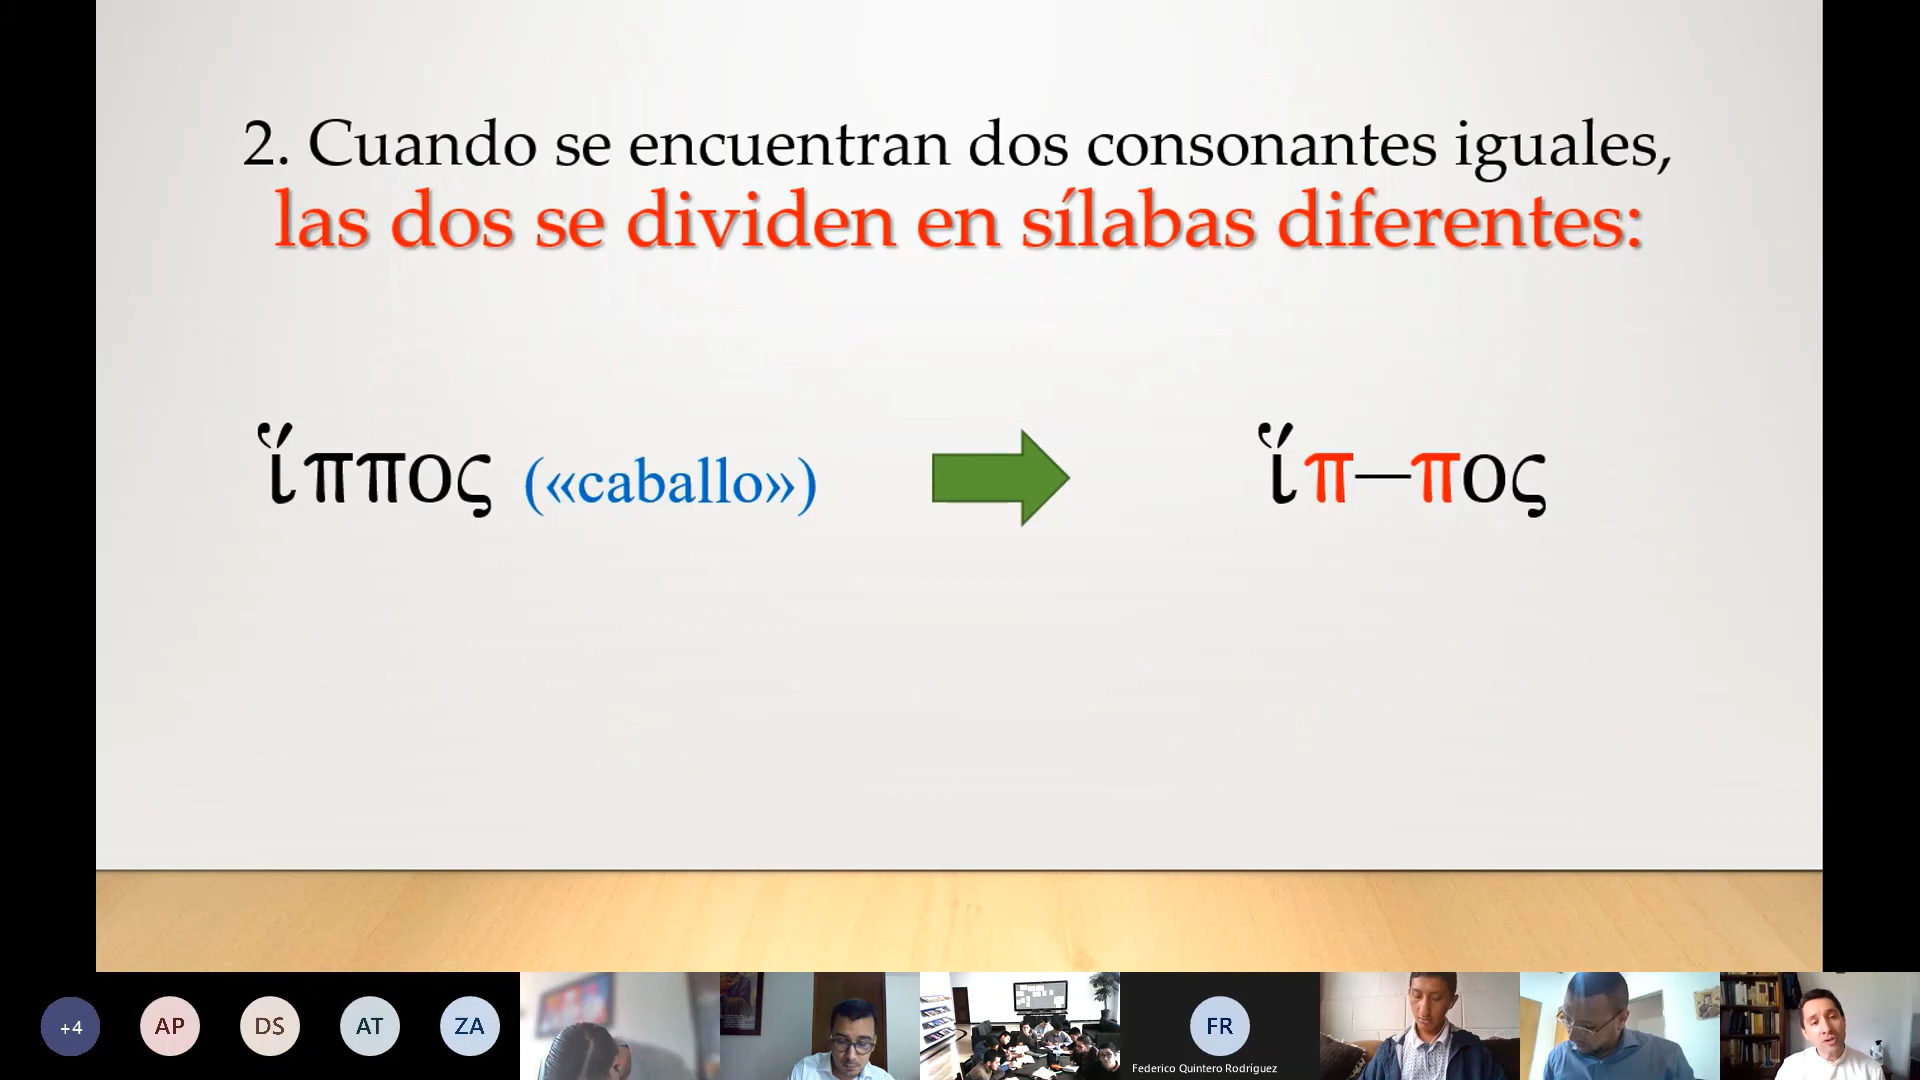 2. Cuando se encuentran dos consonantes iguales,
las dos se dividen en sílabas diferentes:
ἵππος («caballo») ἵπ–πος
+4 AP DS AT ZA FR
Federico Quintero Rodríguez